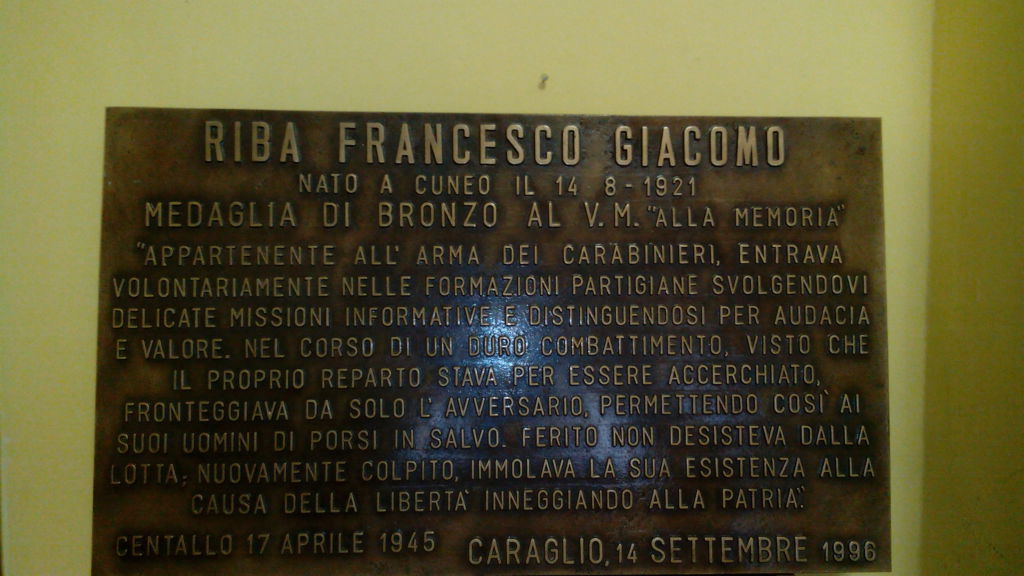 RIBA FRANCESCO GIACOMO
NATO A CUNEO IL 14 8-1921
MEDAGLIA DI BRONZO AL V.M. "ALLA MEMORIA"
"APPARTENENTE ALL' ARMA DEI CARABINIERI, ENTRAVA
VOLONTARIAMENTE NELLE FORMAZIONI PARTIGIANE SVOLGENDOVI
DELICATE MISSIONI INFORMATIVE E DISTINGUENDOSI PER AUDACIA
E VALORE. NEL CORSO DI UN DURO COMBATTIMENTO, VISTO CHE
IL PROPRIO REPARTO STAVA PER ESSERE ACCERCHIATO,
FRONTEGGIAVA DA SOLO L' AVVERSARIO, PERMETTENDO COSI' AI
SUOI UOMINI DI PORSI IN SALVO. FERITO NON DESISTEVA DALLA
LOTTA; NUOVAMENTE COLPITO, IMMOLAVA LA SUA ESISTENZA ALLA
CAUSA DELLA LIBERTA' INNEGGIANDO ALLA PATRIA".
CENTALLO 17 APRILE 1945
CARAGLIO, 14 SETTEMBRE 1996